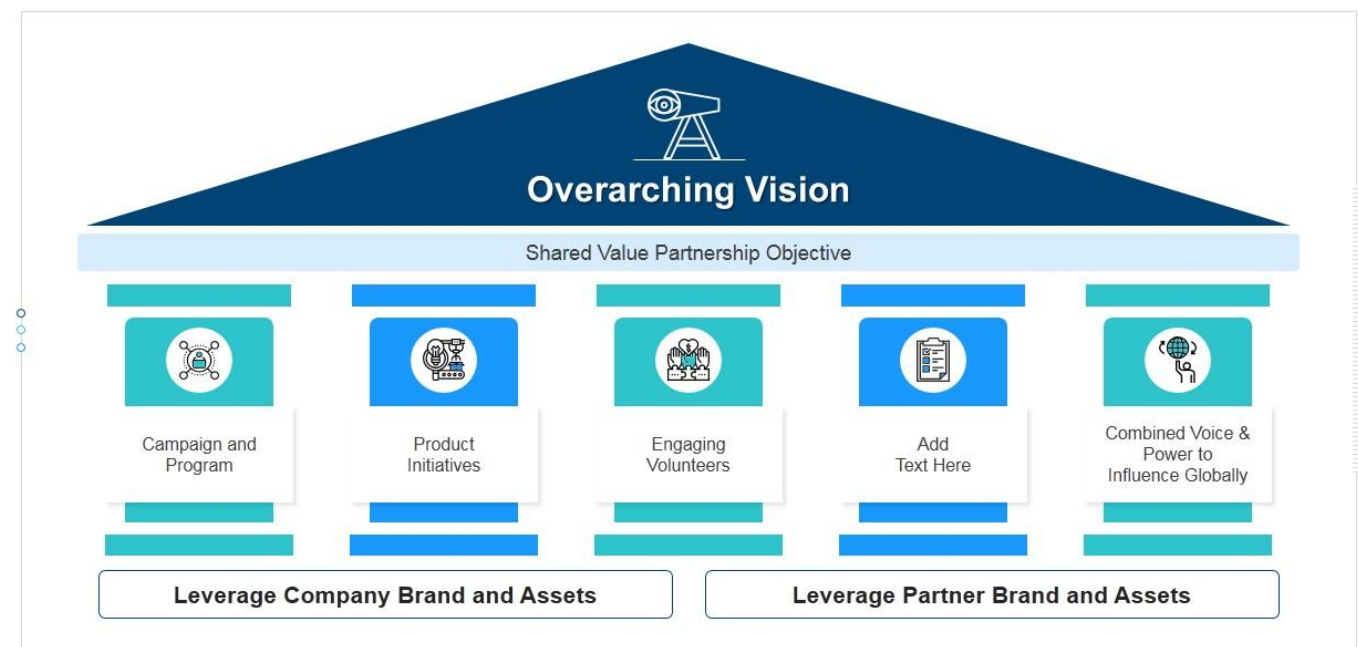 Overarching Vision
Shared Value Partnership Objective
Campaign and
Program
Product
Initiatives
Engaging
Volunteers
Add
Text Here
Combined Voice &
Power to
Influence Globally
Leverage Company Brand and Assets
Leverage Partner Brand and Assets